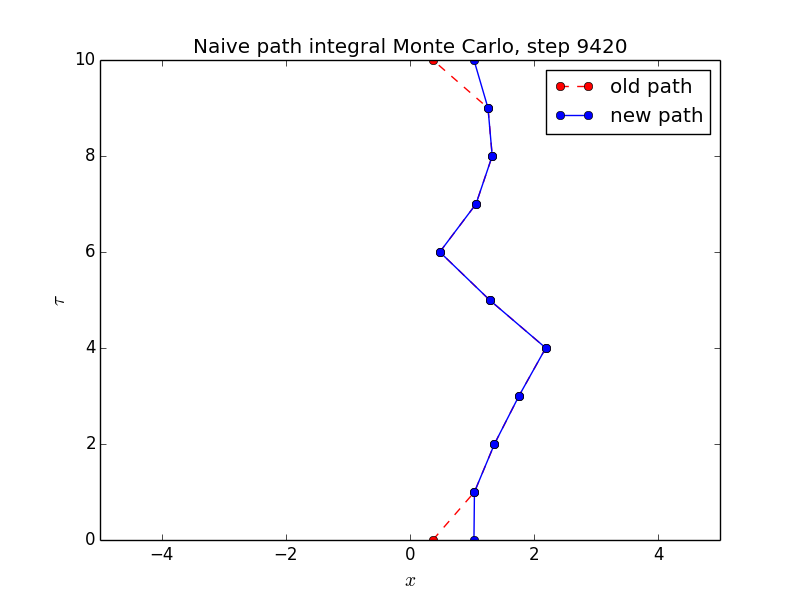 Naive path integral Monte Carlo, step 9420
old path
new path
10
8
6
4
2
0
τ
−4 −2 0 2 4
x